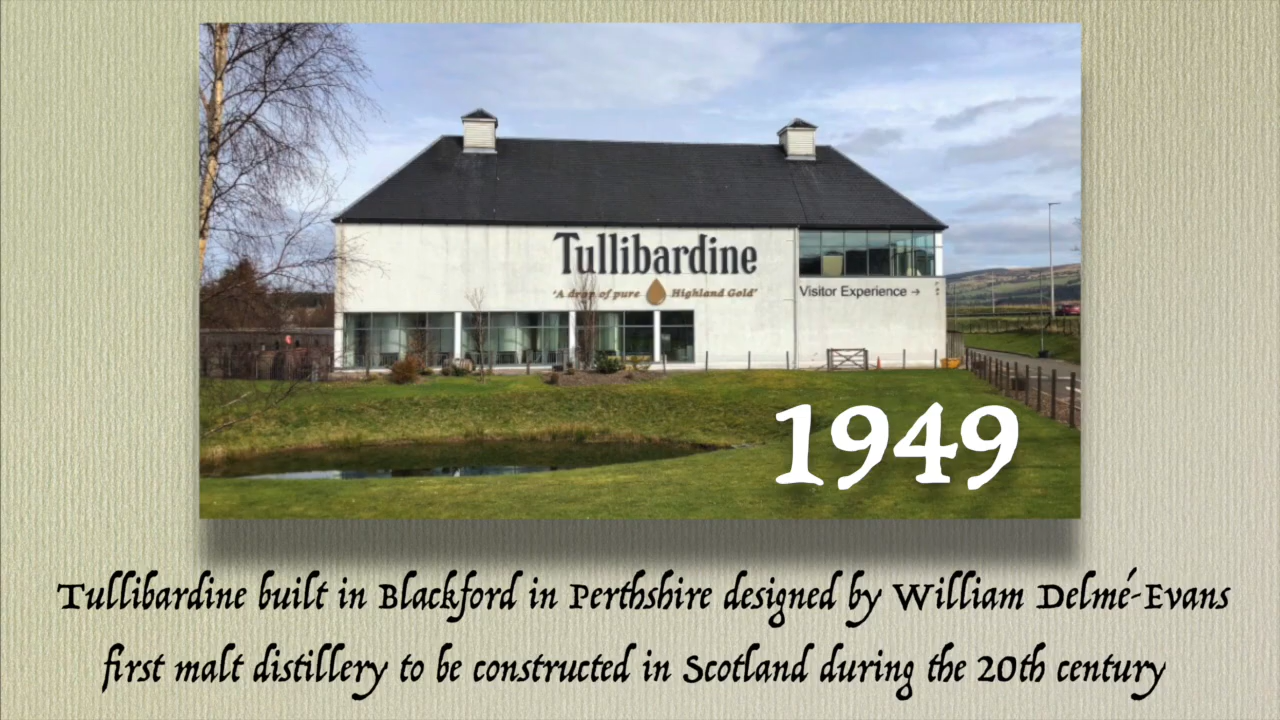 Tullibardine
'A drop of pure Highland Gold'
Visitor Experience →
1949
Tullibardine built in Blackford in Perthshire designed by William Delmé-Evans
first malt distillery to be constructed in Scotland during the 20th century